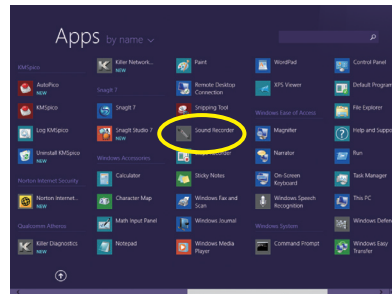 Apps by name
KMSpico
AutoPico
NEW
KMSpico
Log KMSpico
NEW
Uninstall KMSpico
NEW
Norton Internet Security
Norton Internet...
NEW
Qualcomm Atheros
Killer Diagnostics
NEW
Killer Network...
NEW
SnagIt 7
SnagIt 7
SnagIt Studio 7
NEW
Windows Accessories
Calculator
Character Map
Math Input Panel
Notepad
Paint
Remote Desktop
Connection
Snipping Tool
Sound Recorder
Sticky Notes
Windows Fax and
Scan
Windows Journal
Windows Media
Player
WordPad
XPS Viewer
Windows Ease of Access
Magnifier
Narrator
On-Screen
Keyboard
Windows Speech
Recognition
Windows System
Command Prompt
Control Panel
Default Program
File Explorer
Help and Suppo
Run
Task Manager
This PC
Windows Defen
Windows Easy
Transfer